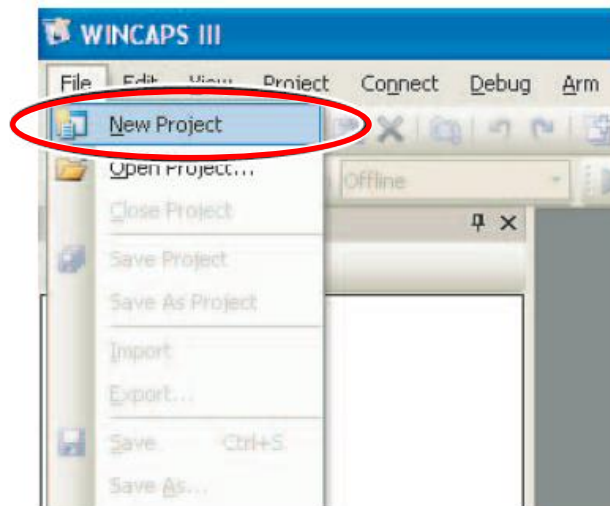 WINCAPS III
File Edit View Project Connect Debug Arm
New Project
Open Project...
Offline
Close Project
Save Project
Save As Project
Import
Export...
Save Ctrl+S
Save As...